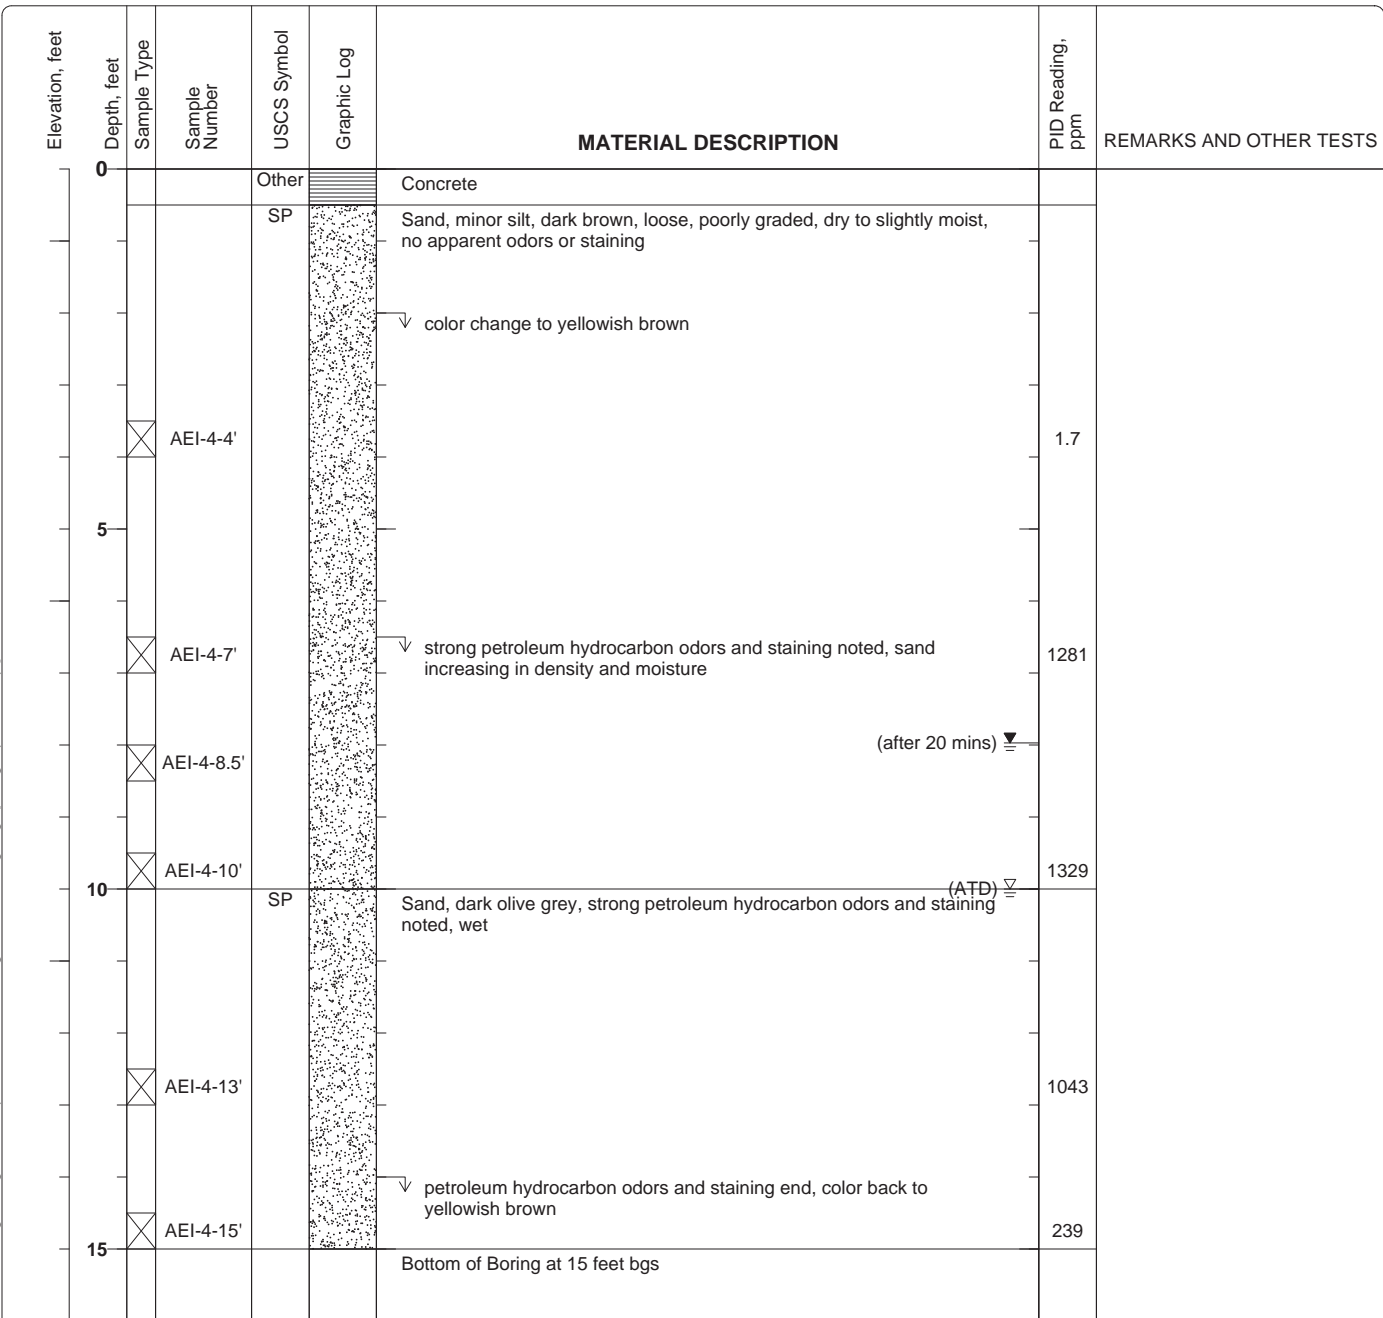 Elevation, feet
Depth, feet
Sample Type
Sample
Number
USCS Symbol
Graphic Log
MATERIAL DESCRIPTION
PID Reading,
ppm
REMARKS AND OTHER TESTS
0
Other
Concrete
SP
Sand, minor silt, dark brown, loose, poorly graded, dry to slightly moist,
no apparent odors or staining
color change to yellowish brown
AEI-4-4'
1.7
5
AEI-4-7'
strong petroleum hydrocarbon odors and staining noted, sand
increasing in density and moisture
1281
(after 20 mins)
AEI-4-8.5'
AEI-4-10'
1329
10
(ATD)
SP
Sand, dark olive grey, strong petroleum hydrocarbon odors and staining
noted, wet
AEI-4-13'
1043
petroleum hydrocarbon odors and staining end, color back to
yellowish brown
AEI-4-15'
239
15
Bottom of Boring at 15 feet bgs